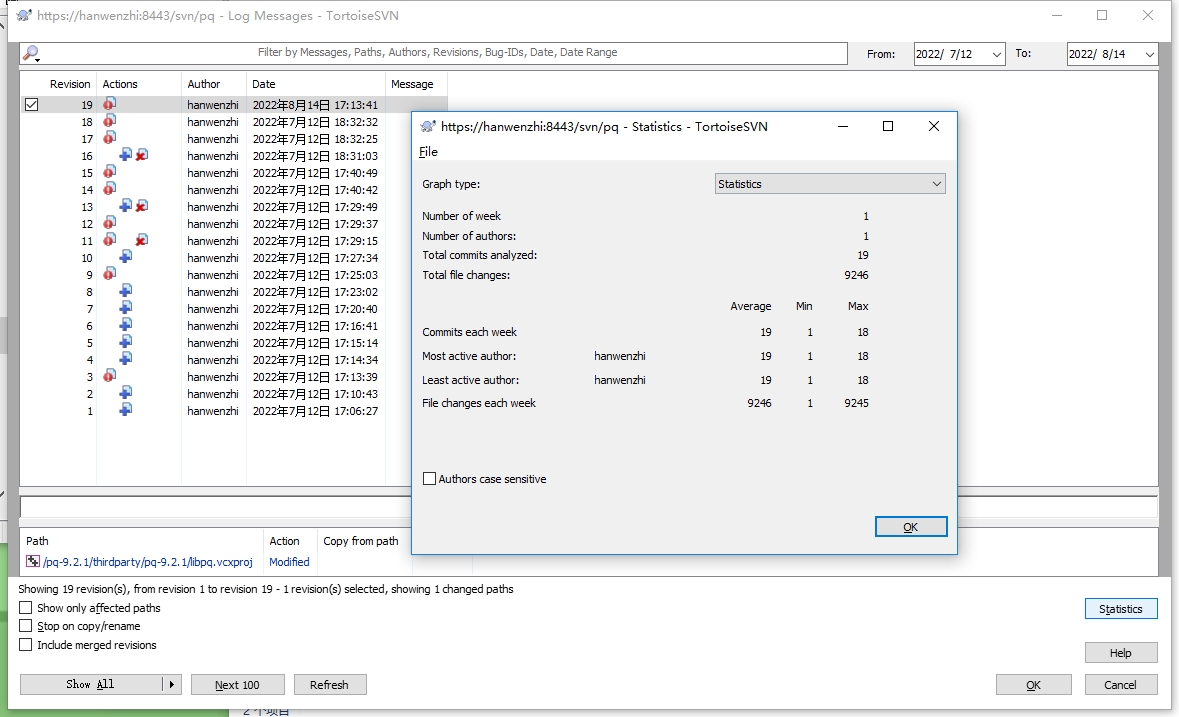 https://hanwenzhi:8443/svn/pq - Log Messages - TortoiseSVN
Filter by Messages, Paths, Authors, Revisions, Bug-IDs, Date, Date Range
From: 2022/ 7/12 To: 2022/ 8/14
Revision Actions Author Date Message
19 hanwenzhi 2022年8月14日 17:13:41
18 hanwenzhi 2022年7月12日 18:32:32
17 hanwenzhi 2022年7月12日 18:32:25
16 hanwenzhi 2022年7月12日 18:31:03
15 hanwenzhi 2022年7月12日 17:40:49
14 hanwenzhi 2022年7月12日 17:40:42
13 hanwenzhi 2022年7月12日 17:29:49
12 hanwenzhi 2022年7月12日 17:29:37
11 hanwenzhi 2022年7月12日 17:29:15
10 hanwenzhi 2022年7月12日 17:27:34
9 hanwenzhi 2022年7月12日 17:25:03
8 hanwenzhi 2022年7月12日 17:23:02
7 hanwenzhi 2022年7月12日 17:20:40
6 hanwenzhi 2022年7月12日 17:16:41
5 hanwenzhi 2022年7月12日 17:15:14
4 hanwenzhi 2022年7月12日 17:14:34
3 hanwenzhi 2022年7月12日 17:13:39
2 hanwenzhi 2022年7月12日 17:10:43
1 hanwenzhi 2022年7月12日 17:06:27
https://hanwenzhi:8443/svn/pq - Statistics - TortoiseSVN
File
Graph type: Statistics
Number of week 1
Number of authors: 1
Total commits analyzed: 19
Total file changes: 9246
Average Min Max
Commits each week 19 1 18
Most active author: hanwenzhi 19 1 18
Least active author: hanwenzhi 19 1 18
File changes each week 9246 1 9245
Authors case sensitive
OK
Path Action Copy from path
/pq-9.2.1/thirdparty/pq-9.2.1/libpq.vcxproj Modified
Showing 19 revision(s), from revision 1 to revision 19 - 1 revision(s) selected, showing 1 changed paths
Show only affected paths
Statistics
Stop on copy/rename
Include merged revisions
Help
Show All Next 100 Refresh OK Cancel
2 个项目